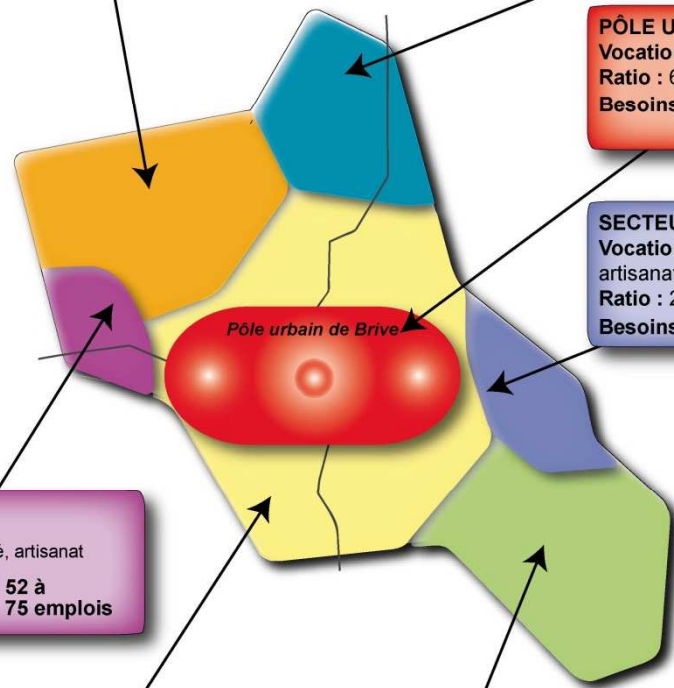 PÔLE U
Vocatio
Ratio : 6
Besoins
SECTEU
Vocatio
artisanat
Ratio : 2
Besoins
Pôle urbain de Brive
é, artisanat
52 à
75 emplois